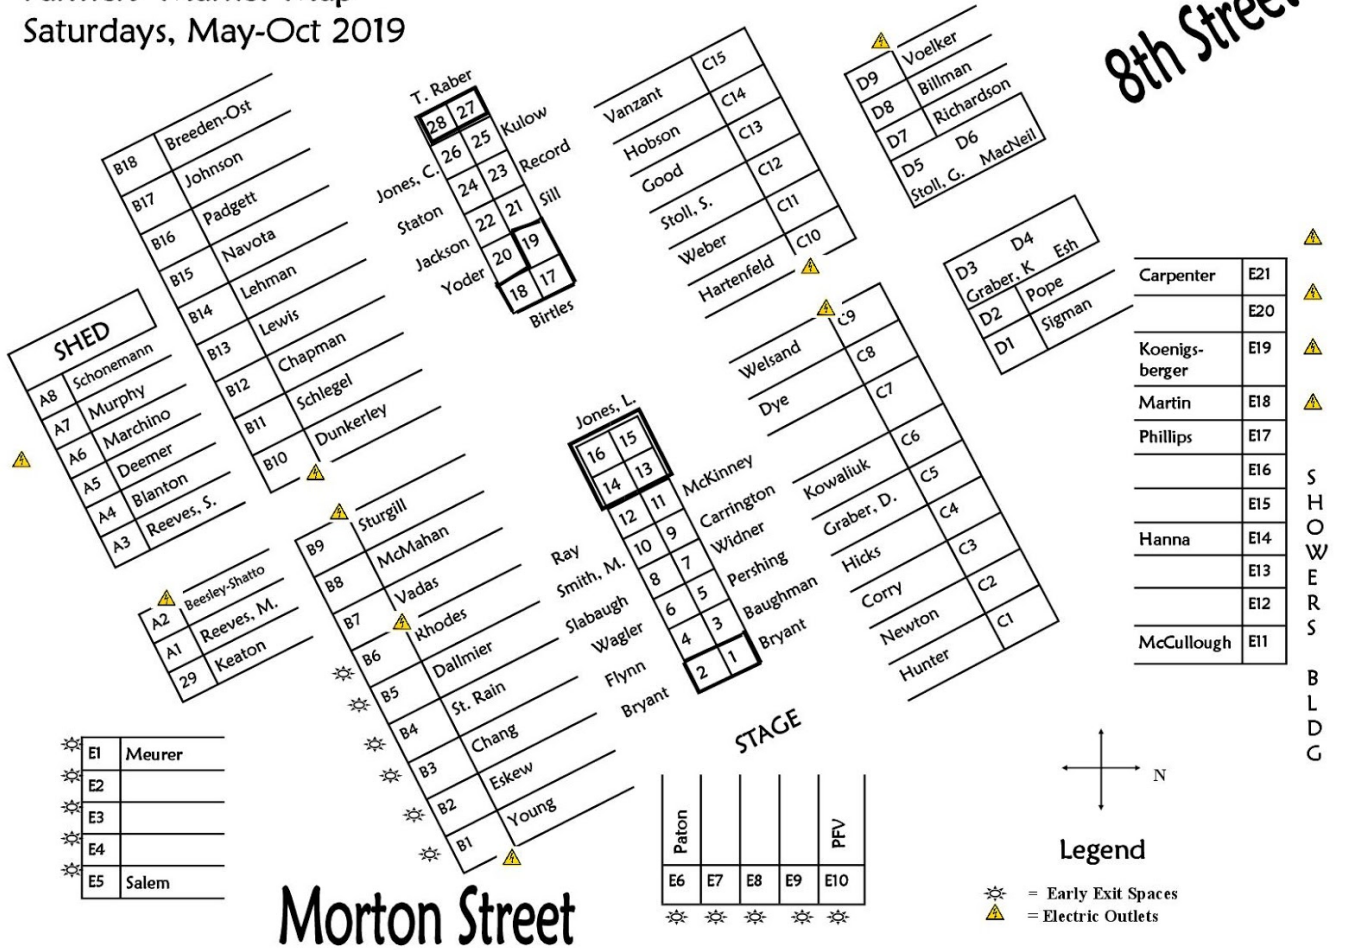 Farmers' Market Map
Saturdays, May-Oct 2019
8th Street
B18 Breeden-Ost
B17 Johnson
B16 Padgett
B15 Navota
B14 Lehman
B13 Lewis
B12 Chapman
B11 Schlegel
B10 Dunkerley
T. Raber
28 27
26 25 Kulow
Jones, C. 24 23 Record
Staton 22 21 Sill
Jackson 20 19
Yoder 18 17
Birtles
Vanzant C15
Hobson C14
Good C13
Stoll, S. C12
Weber C11
Hartenfeld C10
D9 Voelker
D8 Billman
D7 Richardson
D5 D6
Stoll, G. MacNeil
D3 D4
Graber, K Esh
D2 Pope
D1 Sigman
SHED
A8 Schonemann
A7 Murphy
A6 Marchino
A5 Deemer
A4 Blanton
A3 Reeves, S.
A2 Beesley-Shatto
A1 Reeves, M.
29 Keaton
B9 Sturgill
B8 McMahan
B7 Vadas
B6 Rhodes
B5 Dallmier
B4 St. Rain
B3 Chang
B2 Eskew
B1 Young
Jones, L.
16 15
14 13
12 11 McKinney
Ray 10 9 Carrington
Smith, M. 8 7 Widner
Slabaugh 6 5 Pershing
Wagler 4 3 Baughman
Flynn 2 1 Bryant
Bryant
STAGE
Welsand C9
Dye C8
C7
Kowaliuk C6
Graber, D. C5
Hicks C4
Corry C3
Newton C2
Hunter C1
Carpenter E21
E20
Koenigs-
berger E19
Martin E18
Phillips E17
E16
E15
Hanna E14
E13
E12
McCullough E11
SHOWERS BLDG
E1 Meurer
E2
E3
E4
E5 Salem
Paton PFV
E6 E7 E8 E9 E10
Morton Street
N
Legend
= Early Exit Spaces
= Electric Outlets